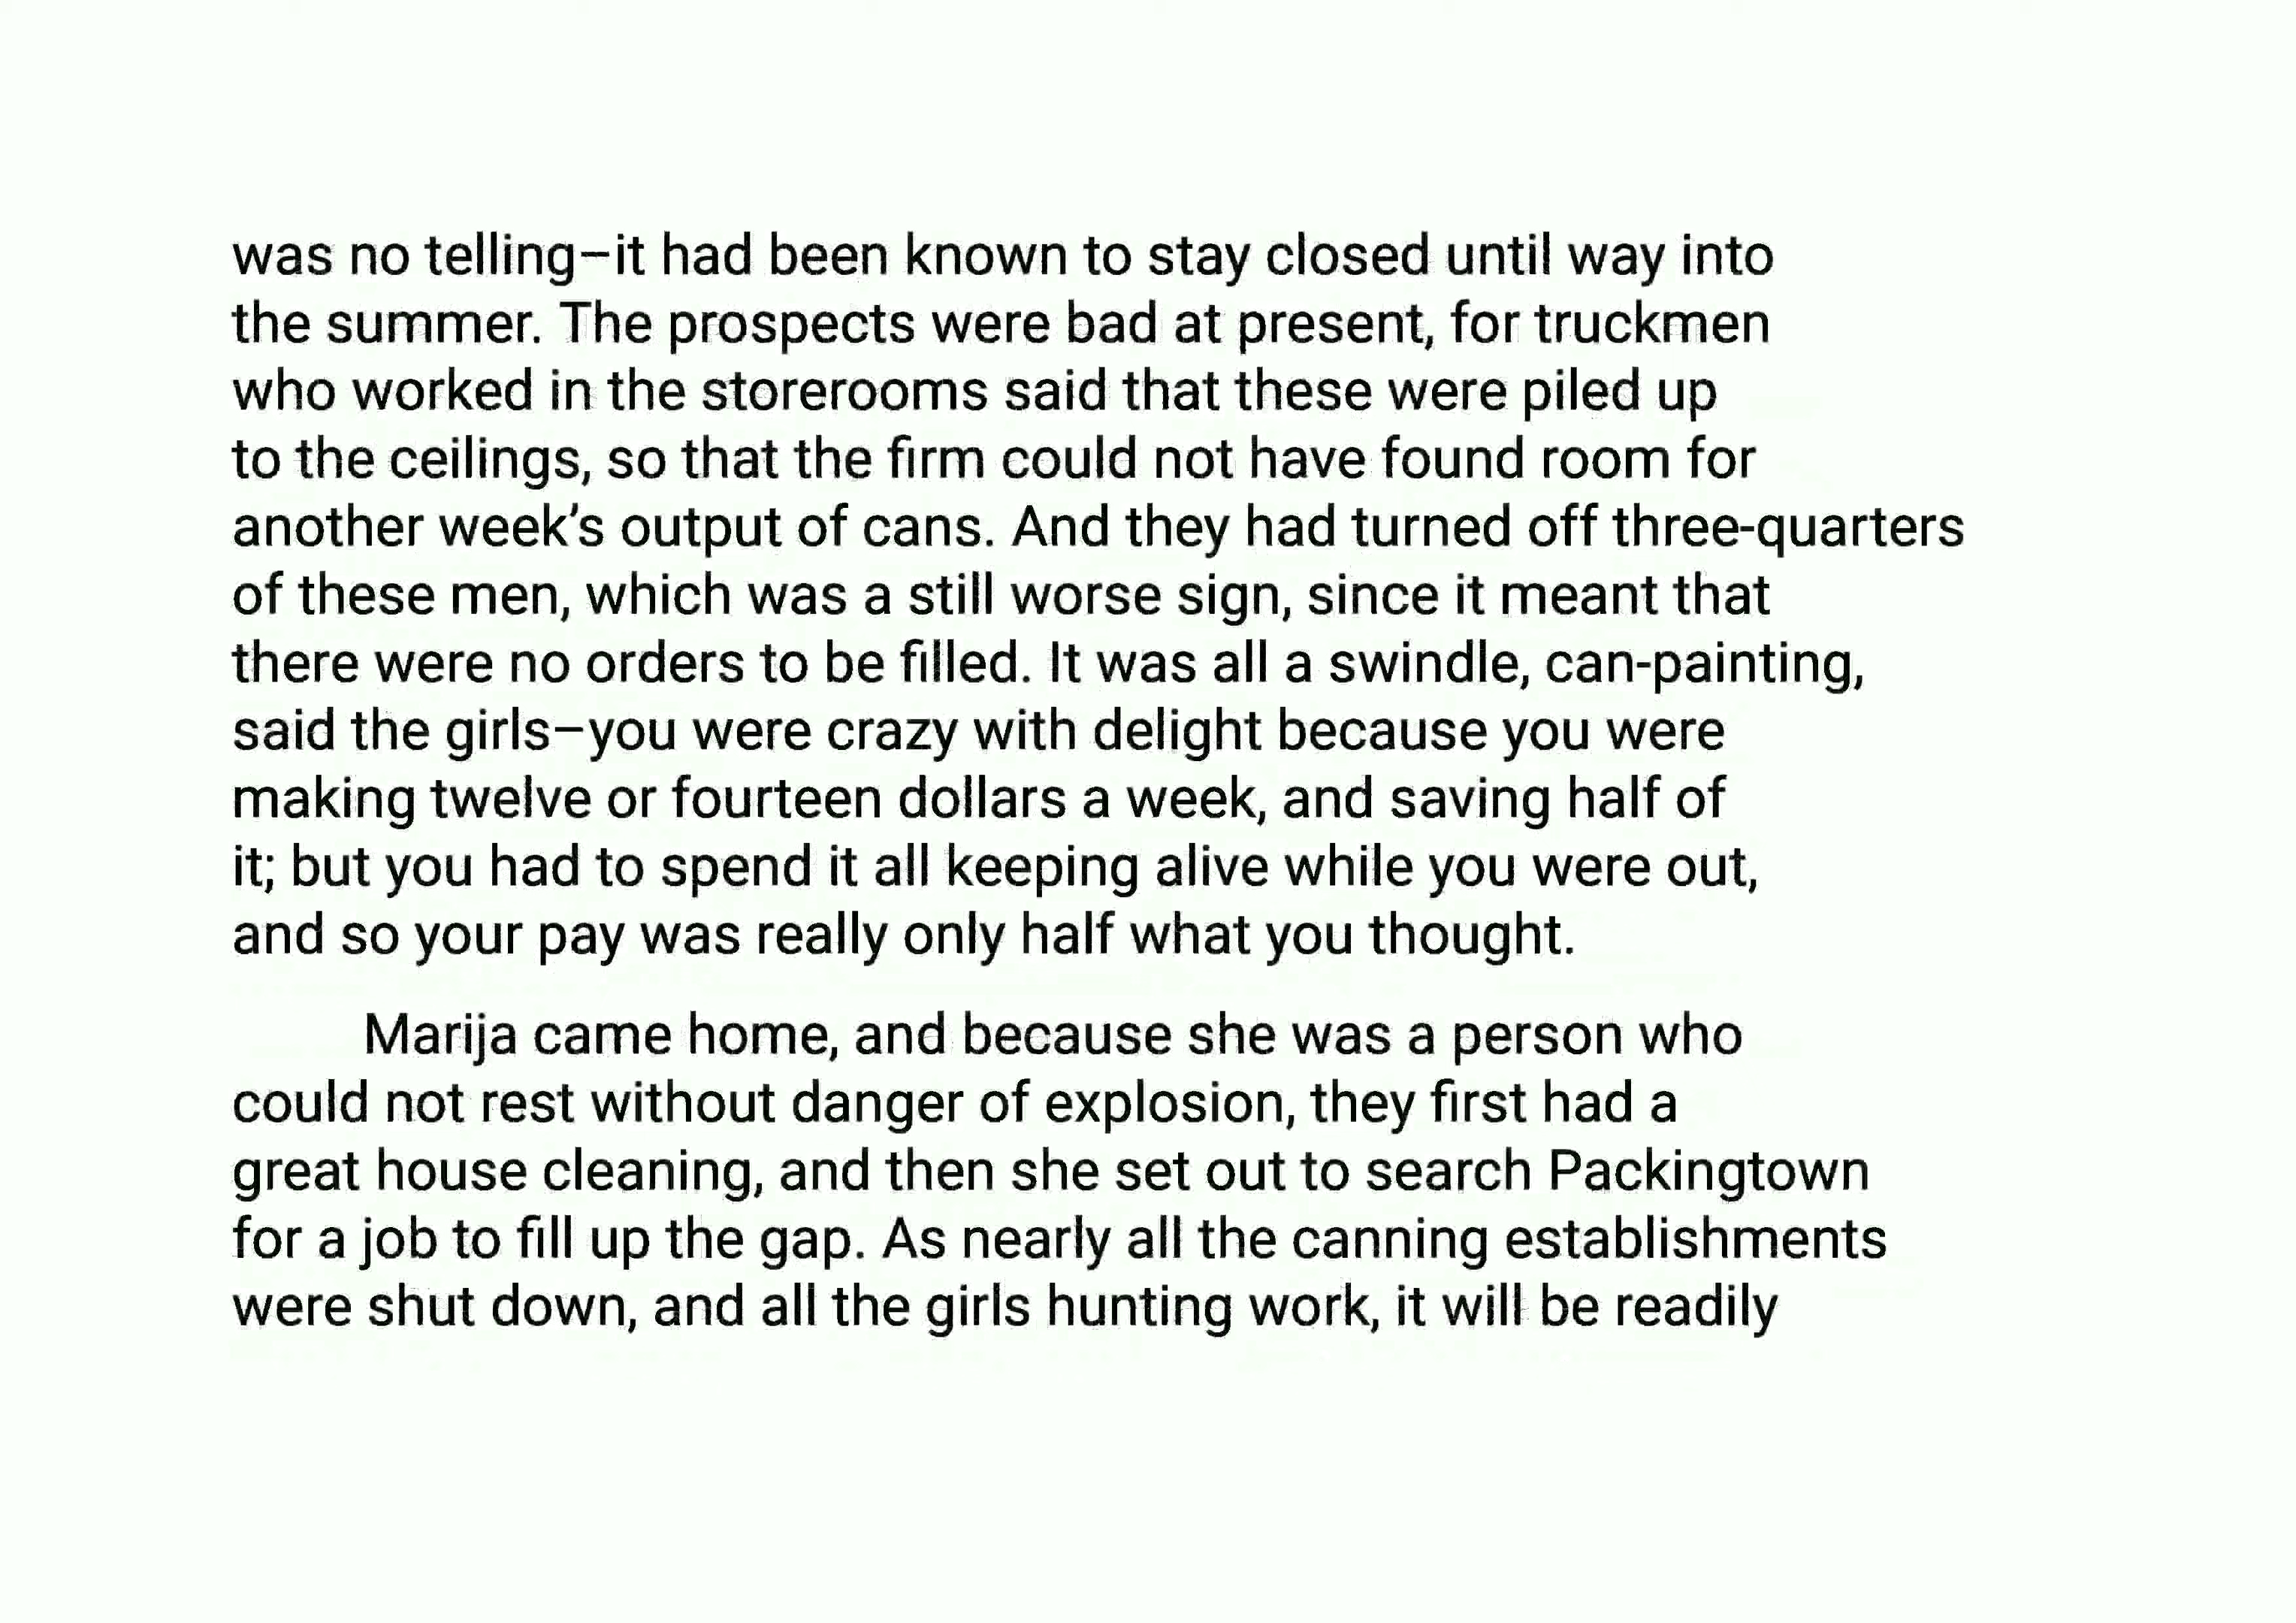 was no telling–it had been known to stay closed until way into
the summer. The prospects were bad at present, for truckmen
who worked in the storerooms said that these were piled up
to the ceilings, so that the firm could not have found room for
another week’s output of cans. And they had turned off three-quarters
of these men, which was a still worse sign, since it meant that
there were no orders to be filled. It was all a swindle, can-painting,
said the girls–you were crazy with delight because you were
making twelve or fourteen dollars a week, and saving half of
it; but you had to spend it all keeping alive while you were out,
and so your pay was really only half what you thought.
Marija came home, and because she was a person who
could not rest without danger of explosion, they first had a
great house cleaning, and then she set out to search Packingtown
for a job to fill up the gap. As nearly all the canning establishments
were shut down, and all the girls hunting work, it will be readily